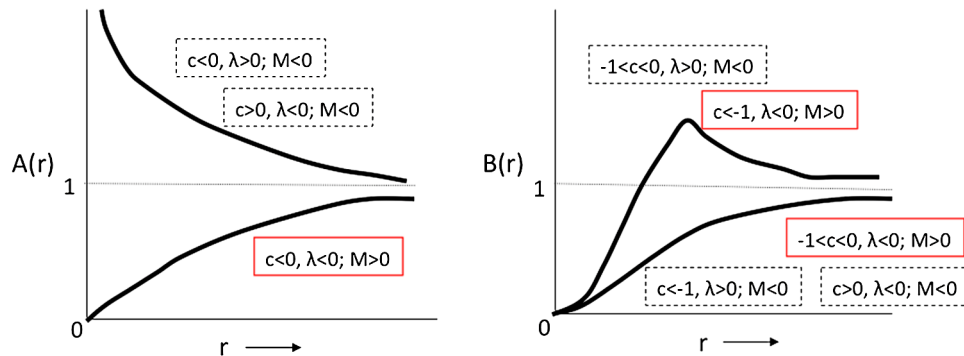 c<0, λ>0; M<0
c>0, λ<0; M<0
A(r)
1
c<0, λ<0; M>0
0
r
-1<c<0, λ>0; M<0
c<-1, λ<0; M>0
B(r)
1
-1<c<0, λ<0; M>0
c<-1, λ>0; M<0
c>0, λ<0; M<0
0
r